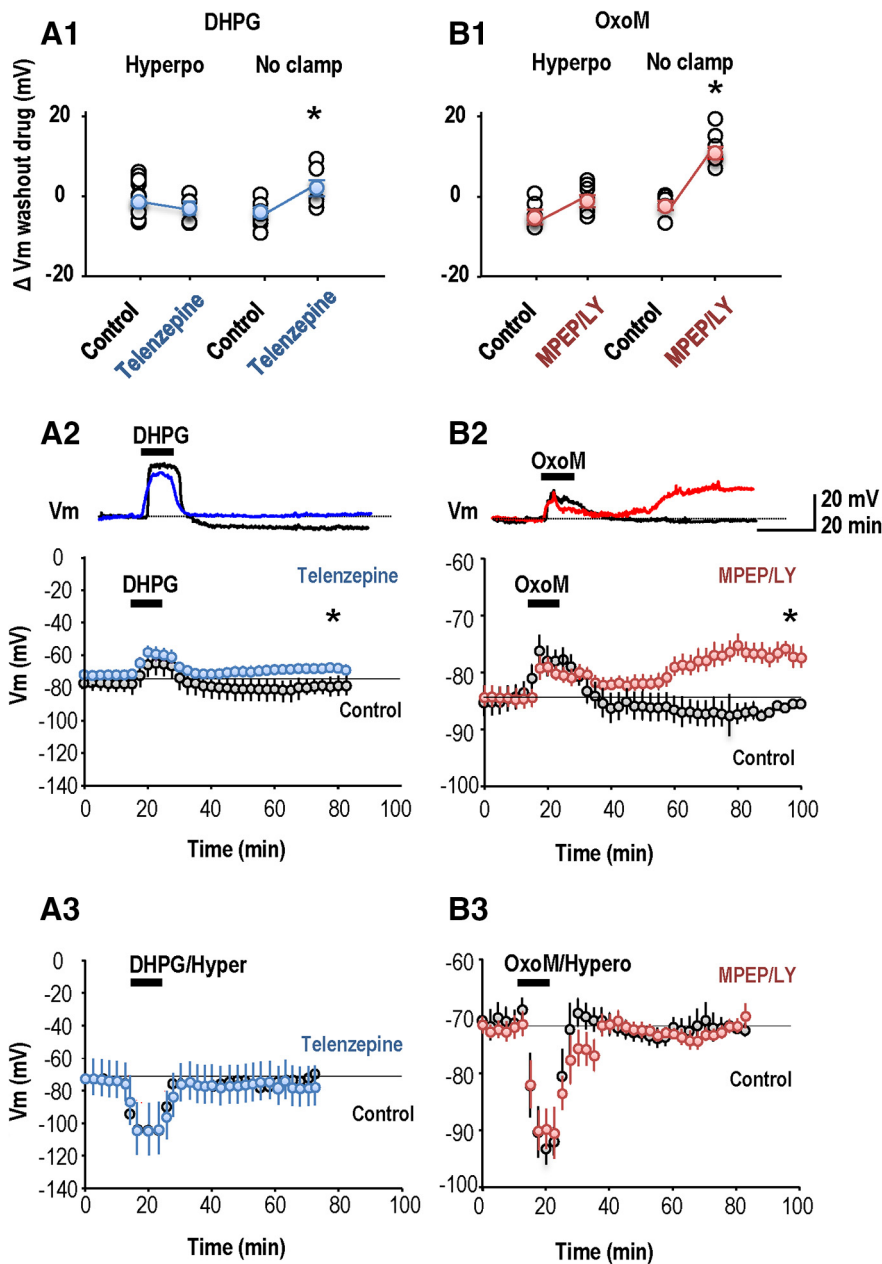 A1 DHPG
Hyperpo No clamp
Δ Vm washout drug (mV)
20
*
0
-20
Control Telenzepine Control Telenzepine
B1 OxoM
Hyperpo No clamp
20
*
0
-20
Control MPEP/LY Control MPEP/LY
A2
DHPG
Vm
0
-20
-40
-60
-80
-100
-120
-140
Vm (mV)
DHPG
Telenzepine
*
Control
0 20 40 60 80 100
Time (min)
B2
OxoM
Vm
20 mV
20 min
-60
-70
-80
-90
-100
OxoM
MPEP/LY
*
Control
0 20 40 60 80 100
Time (min)
A3
0
-20
-40
-60
-80
-100
-120
-140
Vm (mV)
DHPG/Hyper
Telenzepine
Control
0 20 40 60 80 100
Time (min)
B3
-60
-70
-80
-90
-100
OxoM/Hypero
MPEP/LY
Control
0 20 40 60 80 100
Time (min)